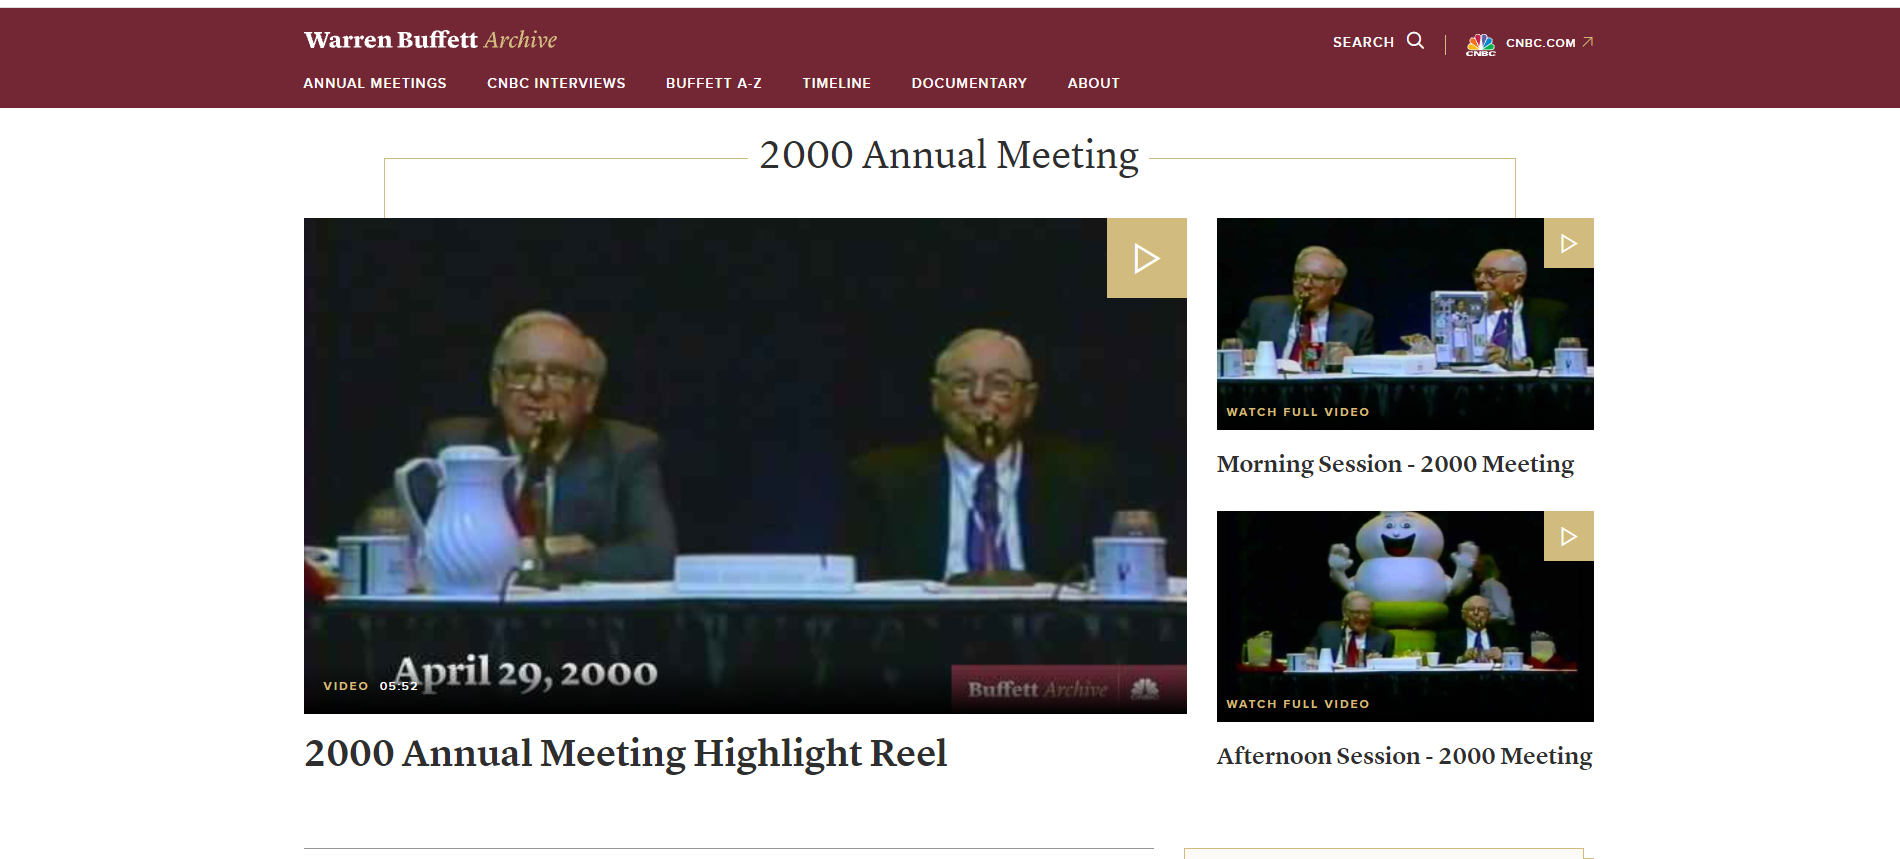 Warren Buffett Archive
SEARCH
CNBC
CNBC.COM
ANNUAL MEETINGS
CNBC INTERVIEWS
BUFFETT A-Z
TIMELINE
DOCUMENTARY
ABOUT
2000 Annual Meeting
April 29, 2000
VIDEO 05:52
Buffett Archive
CNBC
2000 Annual Meeting Highlight Reel
WATCH FULL VIDEO
Morning Session - 2000 Meeting
WATCH FULL VIDEO
Afternoon Session - 2000 Meeting